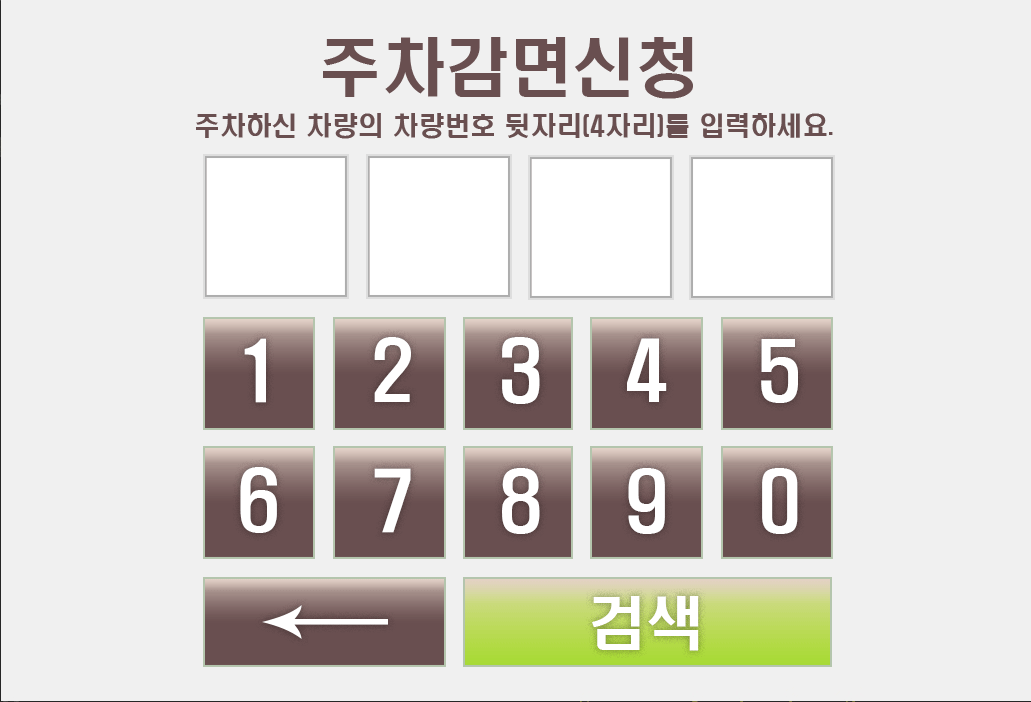 주차감면신청
주차하신 차량의 차량번호 뒷자리(4자리)를 입력하세요.
1 2 3 4 5
6 7 8 9 0
← 검색